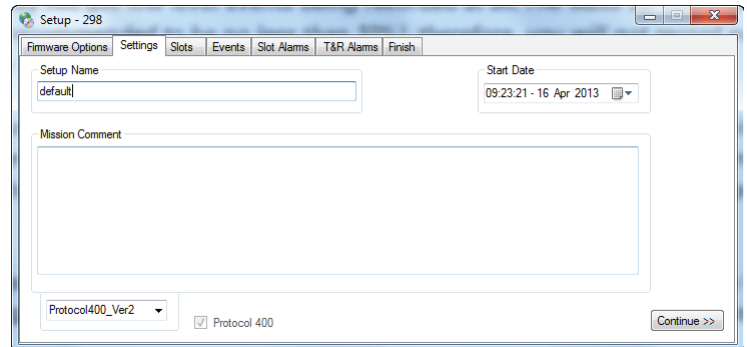 Setup - 298
Firmware Options Settings Slots Events Slot Alarms T&R Alarms Finish
Setup Name
default
Start Date
09:23:21 - 16 Apr 2013
Mission Comment
Protocol400_Ver2
Protocol 400
Continue >>